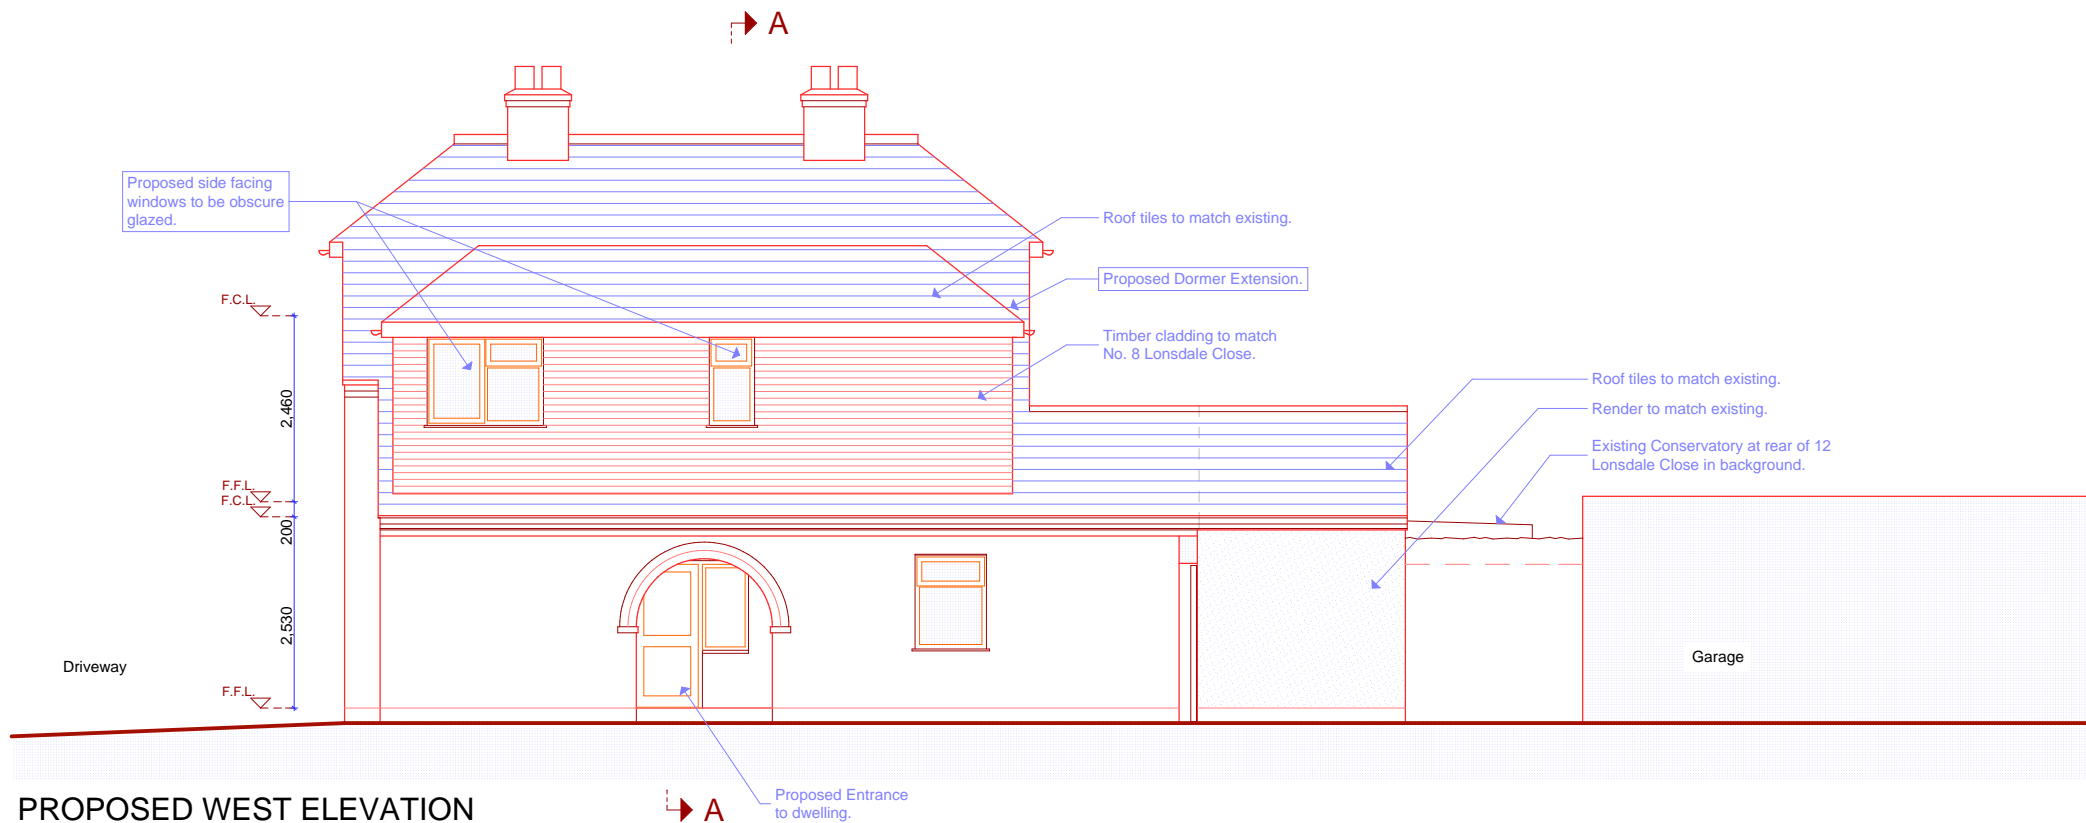 A
Proposed side facing
windows to be obscure
glazed.
Roof tiles to match existing.
Proposed Dormer Extension.
F.C.L.
Timber cladding to match
No. 8 Lonsdale Close.
Roof tiles to match existing.
Render to match existing.
Existing Conservatory at rear of 12
Lonsdale Close in background.
2,460
F.F.L.
F.C.L.
200
2,530
Driveway
Garage
F.F.L.
Proposed Entrance
to dwelling.
A
PROPOSED WEST ELEVATION